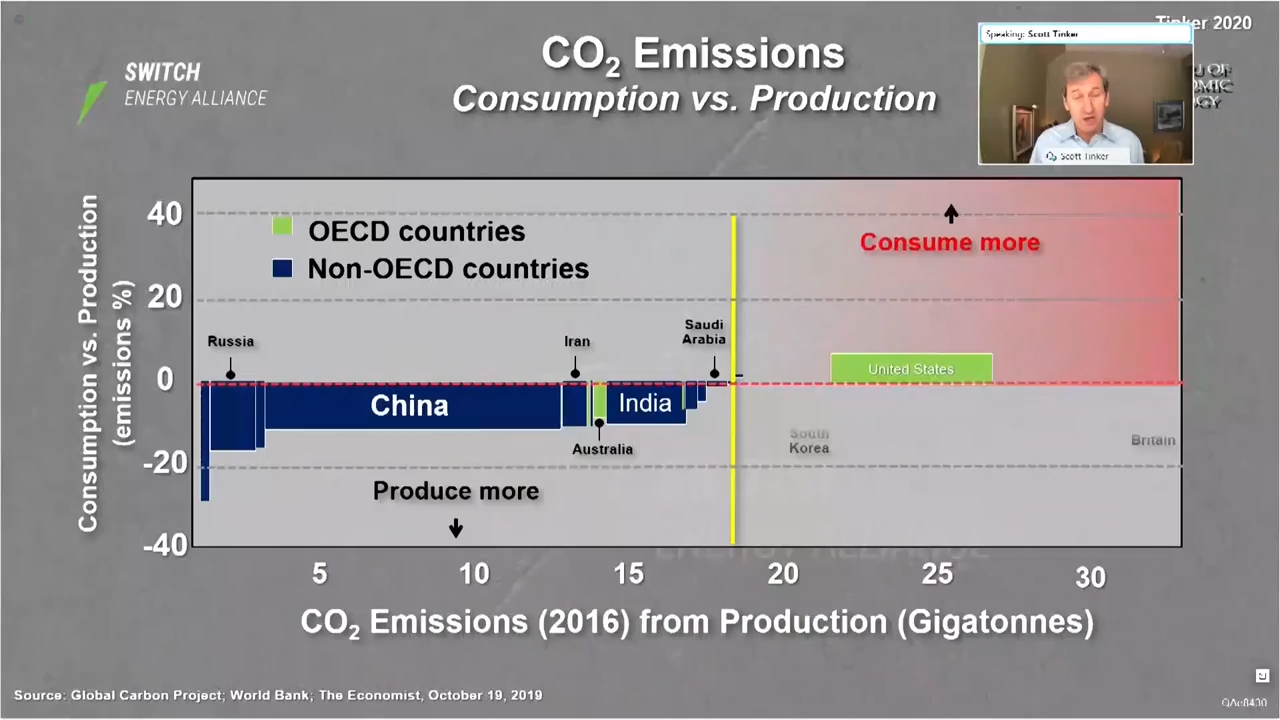 Tinker 2020
Speaking: Scott Tinker
SWITCH
ENERGY ALLIANCE
CO2 Emissions
Consumption vs. Production
Scott Tinker
Consumption vs. Production
(emissions %)
40
20
0
-20
-40
OECD countries
Non-OECD countries
Consume more
Russia
Iran
Saudi
Arabia
United States
China
India
Australia
South
Korea
Britain
Produce more
ENERGY ALLIANCE
5
10
15
20
25
30
CO2 Emissions (2016) from Production (Gigatonnes)
Source: Global Carbon Project; World Bank; The Economist, October 19, 2019
QAe8400